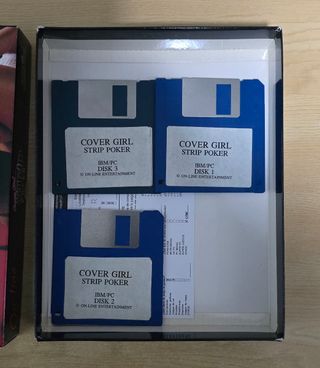 COVER GIRL
STRIP POKER
IBM/PC
DISK 3
© ON-LINE ENTERTAINMENT
COVER GIRL
STRIP POKER
IBM/PC
DISK 1
© ON-LINE ENTERTAINMENT
COVER GIRL
STRIP POKER
IBM/PC
DISK 2
© ON-LINE ENTERTAINMENT